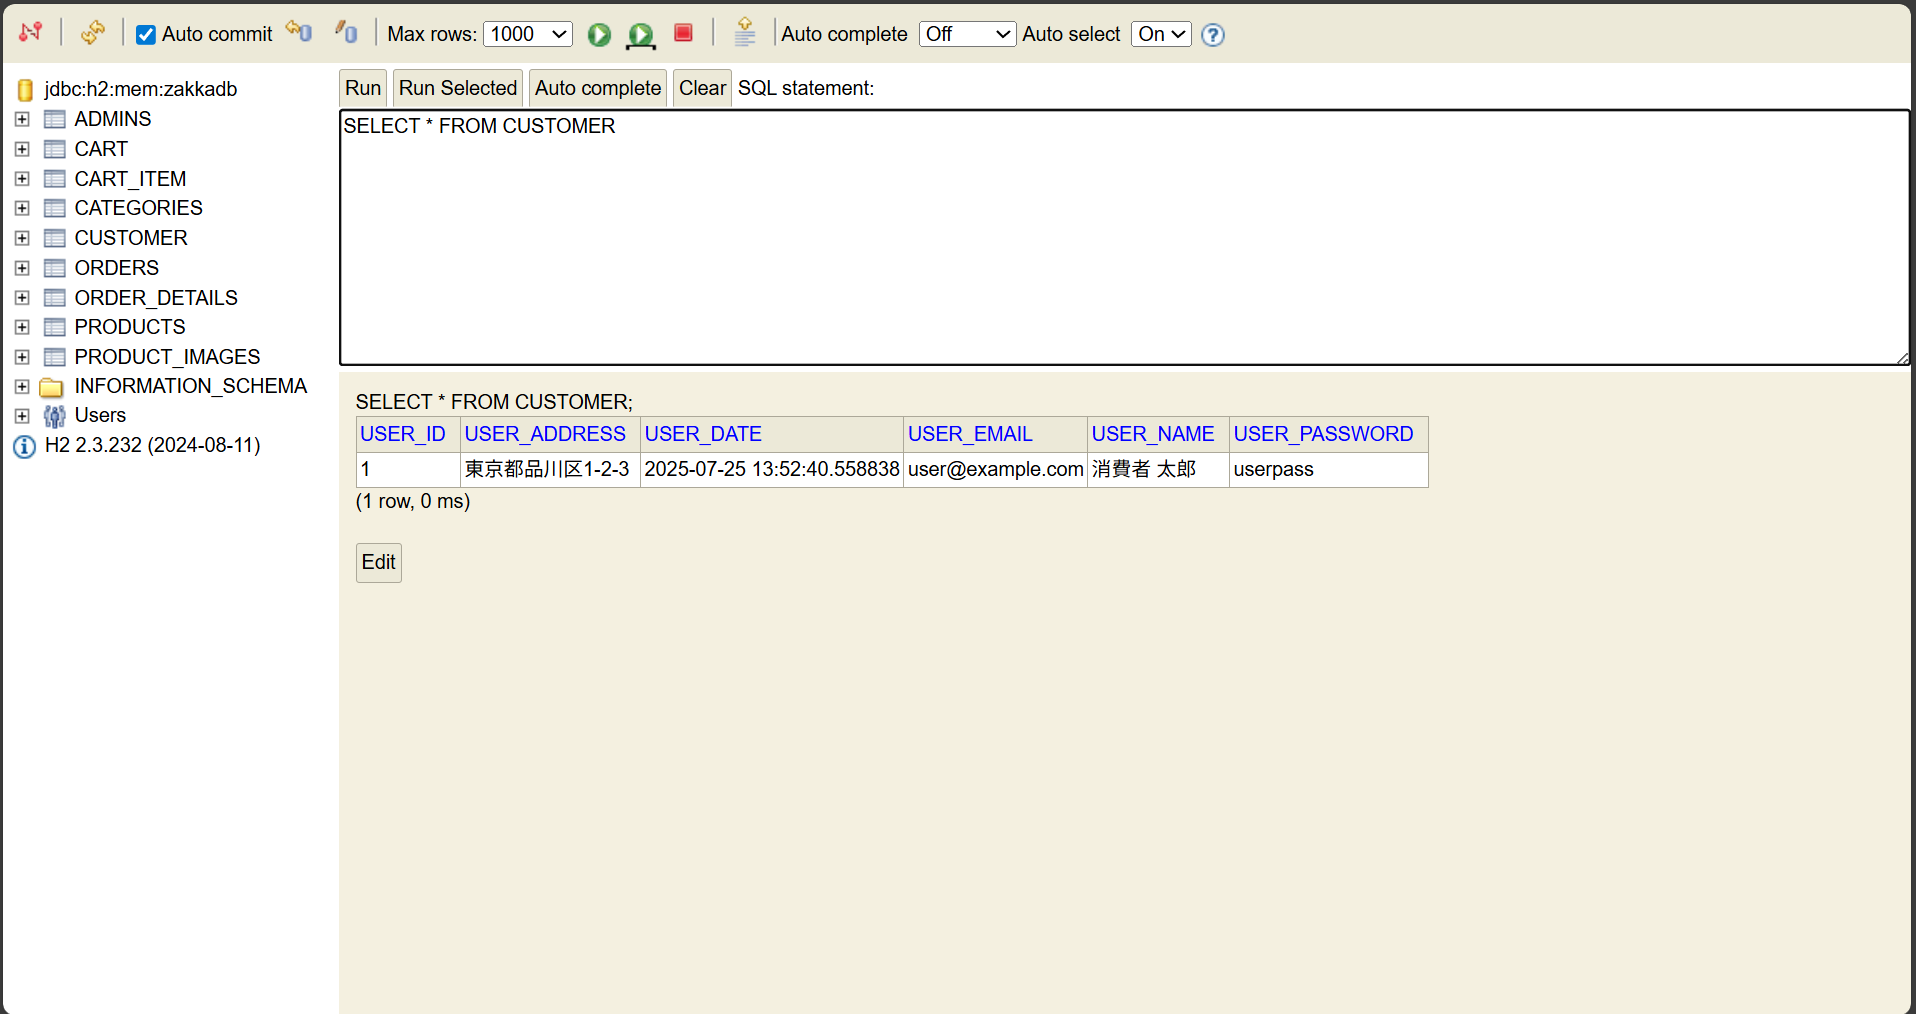 Auto commit Max rows: 1000 Auto complete Off Auto select On ?
jdbc:h2:mem:zakkadb
ADMINS
CART
CART_ITEM
CATEGORIES
CUSTOMER
ORDERS
ORDER_DETAILS
PRODUCTS
PRODUCT_IMAGES
INFORMATION_SCHEMA
Users
H2 2.3.232 (2024-08-11)
Run Run Selected Auto complete Clear SQL statement:
SELECT * FROM CUSTOMER
SELECT * FROM CUSTOMER;
USER_ID USER_ADDRESS USER_DATE USER_EMAIL USER_NAME USER_PASSWORD
1 東京都品川区1-2-3 2025-07-25 13:52:40.558838 user@example.com 消費者 太郎 userpass
(1 row, 0 ms)
Edit